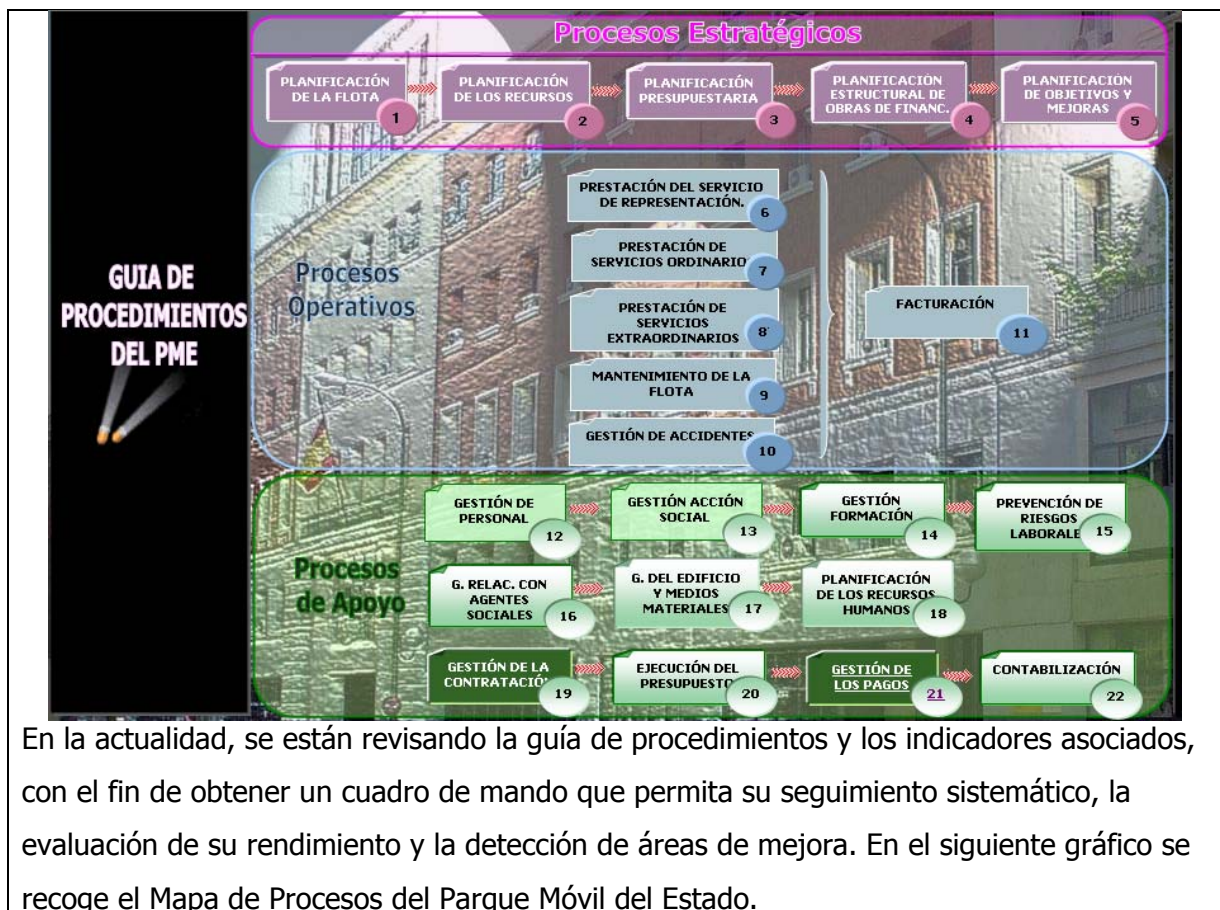 Procesos Estratégicos
PLANIFICACIÓN
DE LA FLOTA
1
PLANIFICACIÓN
DE LOS RECURSOS
2
PLANIFICACIÓN
PRESUPUESTARIA
3
PLANIFICACIÓN
ESTRUCTURAL DE
OBRAS DE FINANC.
4
PLANIFICACIÓN
DE OBJETIVOS Y
MEJORAS
5
GUIA DE
PROCEDIMIENTOS
DEL PME
Procesos
Operativos
PRESTACIÓN DEL SERVICIO
DE REPRESENTACIÓN.
6
PRESTACIÓN DE
SERVICIOS ORDINARIO
7
PRESTACIÓN DE
SERVICIOS
EXTRAORDINARIOS
8
MANTENIMIENTO DE LA
FLOTA
9
GESTIÓN DE ACCIDENTES
10
FACTURACIÓN
11
Procesos
de Apoyo
GESTIÓN DE
PERSONAL
12
GESTIÓN ACCIÓN
SOCIAL
13
GESTIÓN
FORMACIÓN
14
PREVENCIÓN DE
RIESGOS
LABORALE
15
G. RELAC. CON
AGENTES
SOCIALES
16
G. DEL EDIFICIO
Y MEDIOS
MATERIALES
17
PLANIFICACIÓN
DE LOS RECURSOS
HUMANOS
18
GESTIÓN DE LA
CONTRATACIÓ
19
EJECUCIÓN DEL
PRESUPUESTO
20
GESTIÓN DE
LOS PAGOS
21
CONTABILIZACIÓN
22
En la actualidad, se están revisando la guía de procedimientos y los indicadores asociados,
con el fin de obtener un cuadro de mando que permita su seguimiento sistemático, la
evaluación de su rendimiento y la detección de áreas de mejora. En el siguiente gráfico se
recoge el Mapa de Procesos del Parque Móvil del Estado.